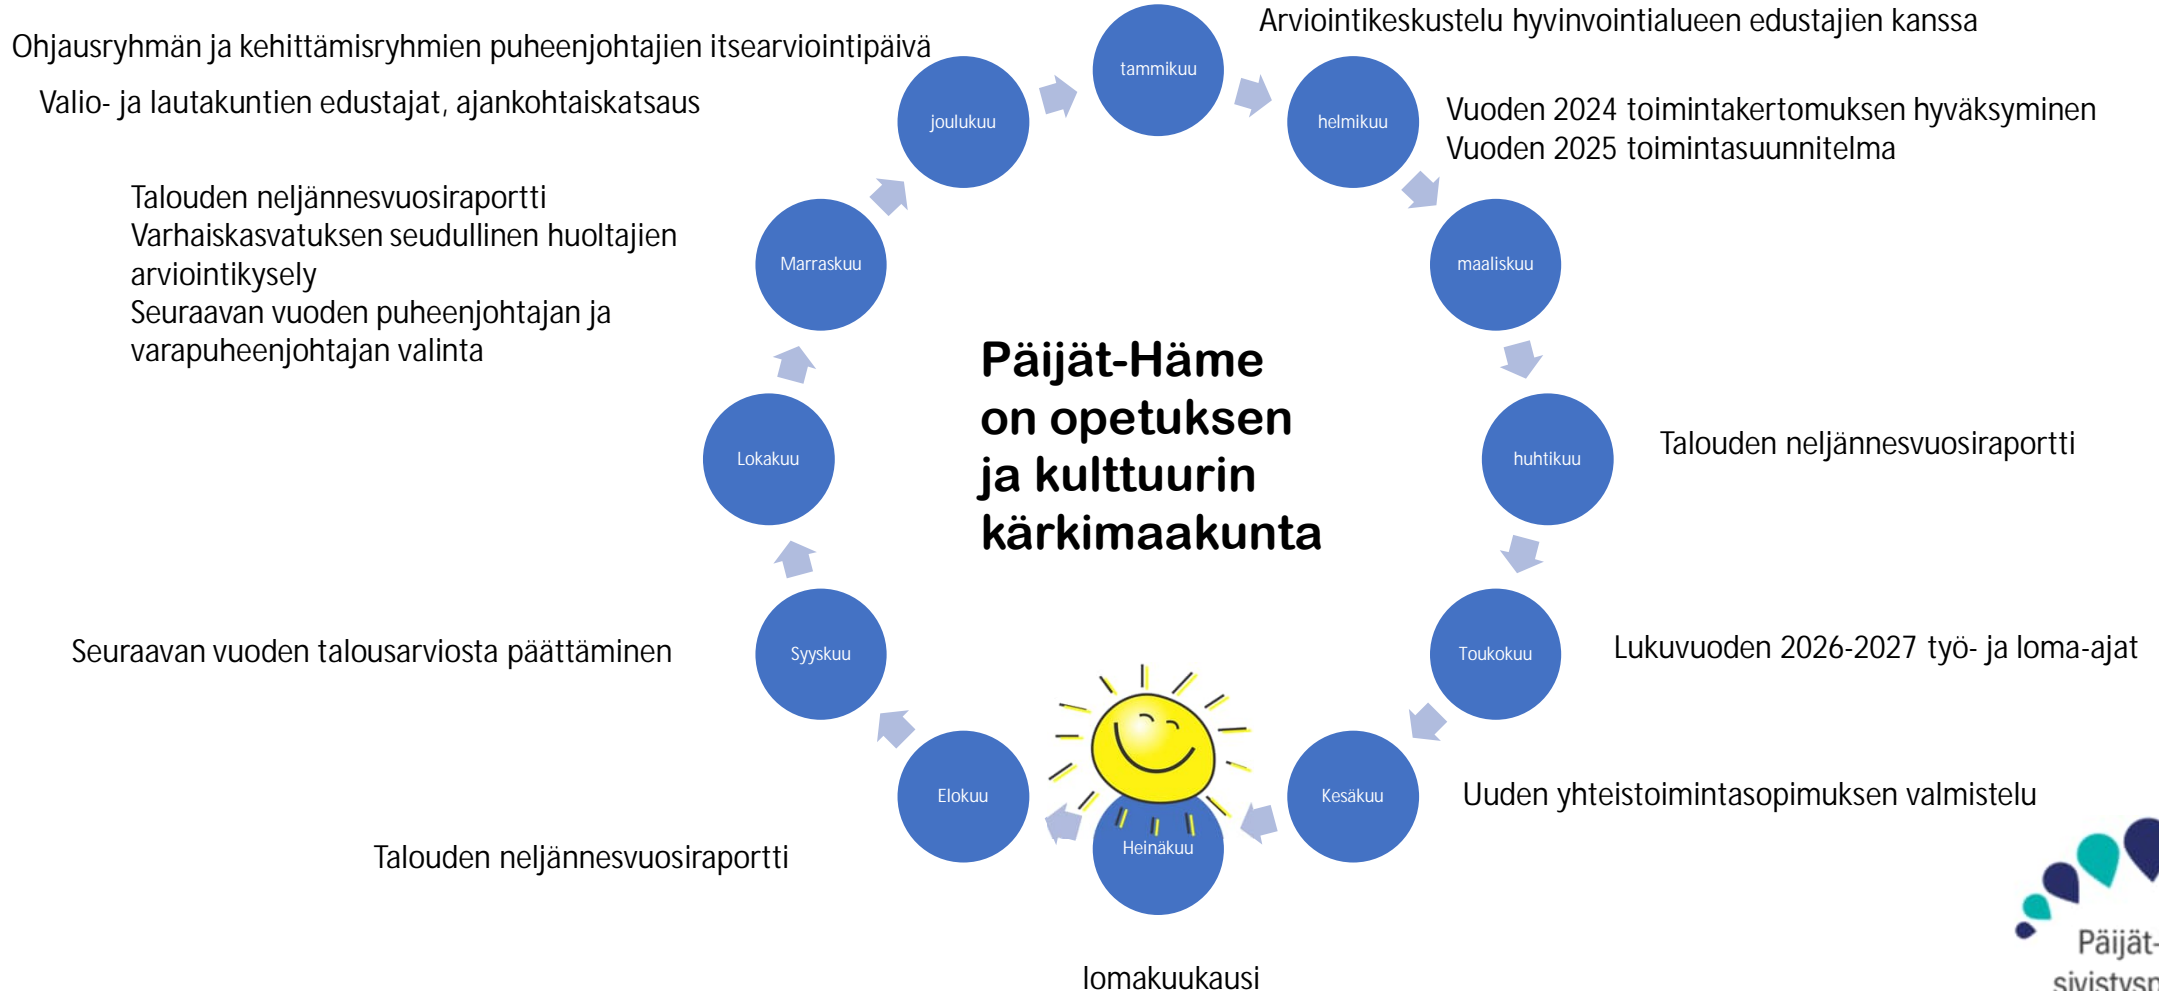 Arviointikeskustelu hyvinvointialueen edustajien kanssa
Ohjausryhmän ja kehittämisryhmien puheenjohtajien itsearviointipäivä
tammikuu
Valio- ja lautakuntien edustajat, ajankohtaiskatsaus
joulukuu
helmikuu
Vuoden 2024 toimintakertomuksen hyväksyminen
Vuoden 2025 toimintasuunnitelma
Talouden neljännesvuosiraportti
Varhaiskasvatuksen seudullinen huoltajien
arviointikysely
Seuraavan vuoden puheenjohtajan ja
varapuheenjohtajan valinta
Marraskuu
maaliskuu
Päijät-Häme
on opetuksen
ja kulttuurin
kärkimaakunta
Lokakuu
huhtikuu
Talouden neljännesvuosiraportti
Seuraavan vuoden talousarviosta päättäminen
Syyskuu
Toukokuu
Lukuvuoden 2026-2027 työ- ja loma-ajat
Elokuu
Kesäkuu
Uuden yhteistoimintasopimuksen valmistelu
Heinäkuu
Talouden neljännesvuosiraportti
lomakuukausi
Päijät-
sivistysp